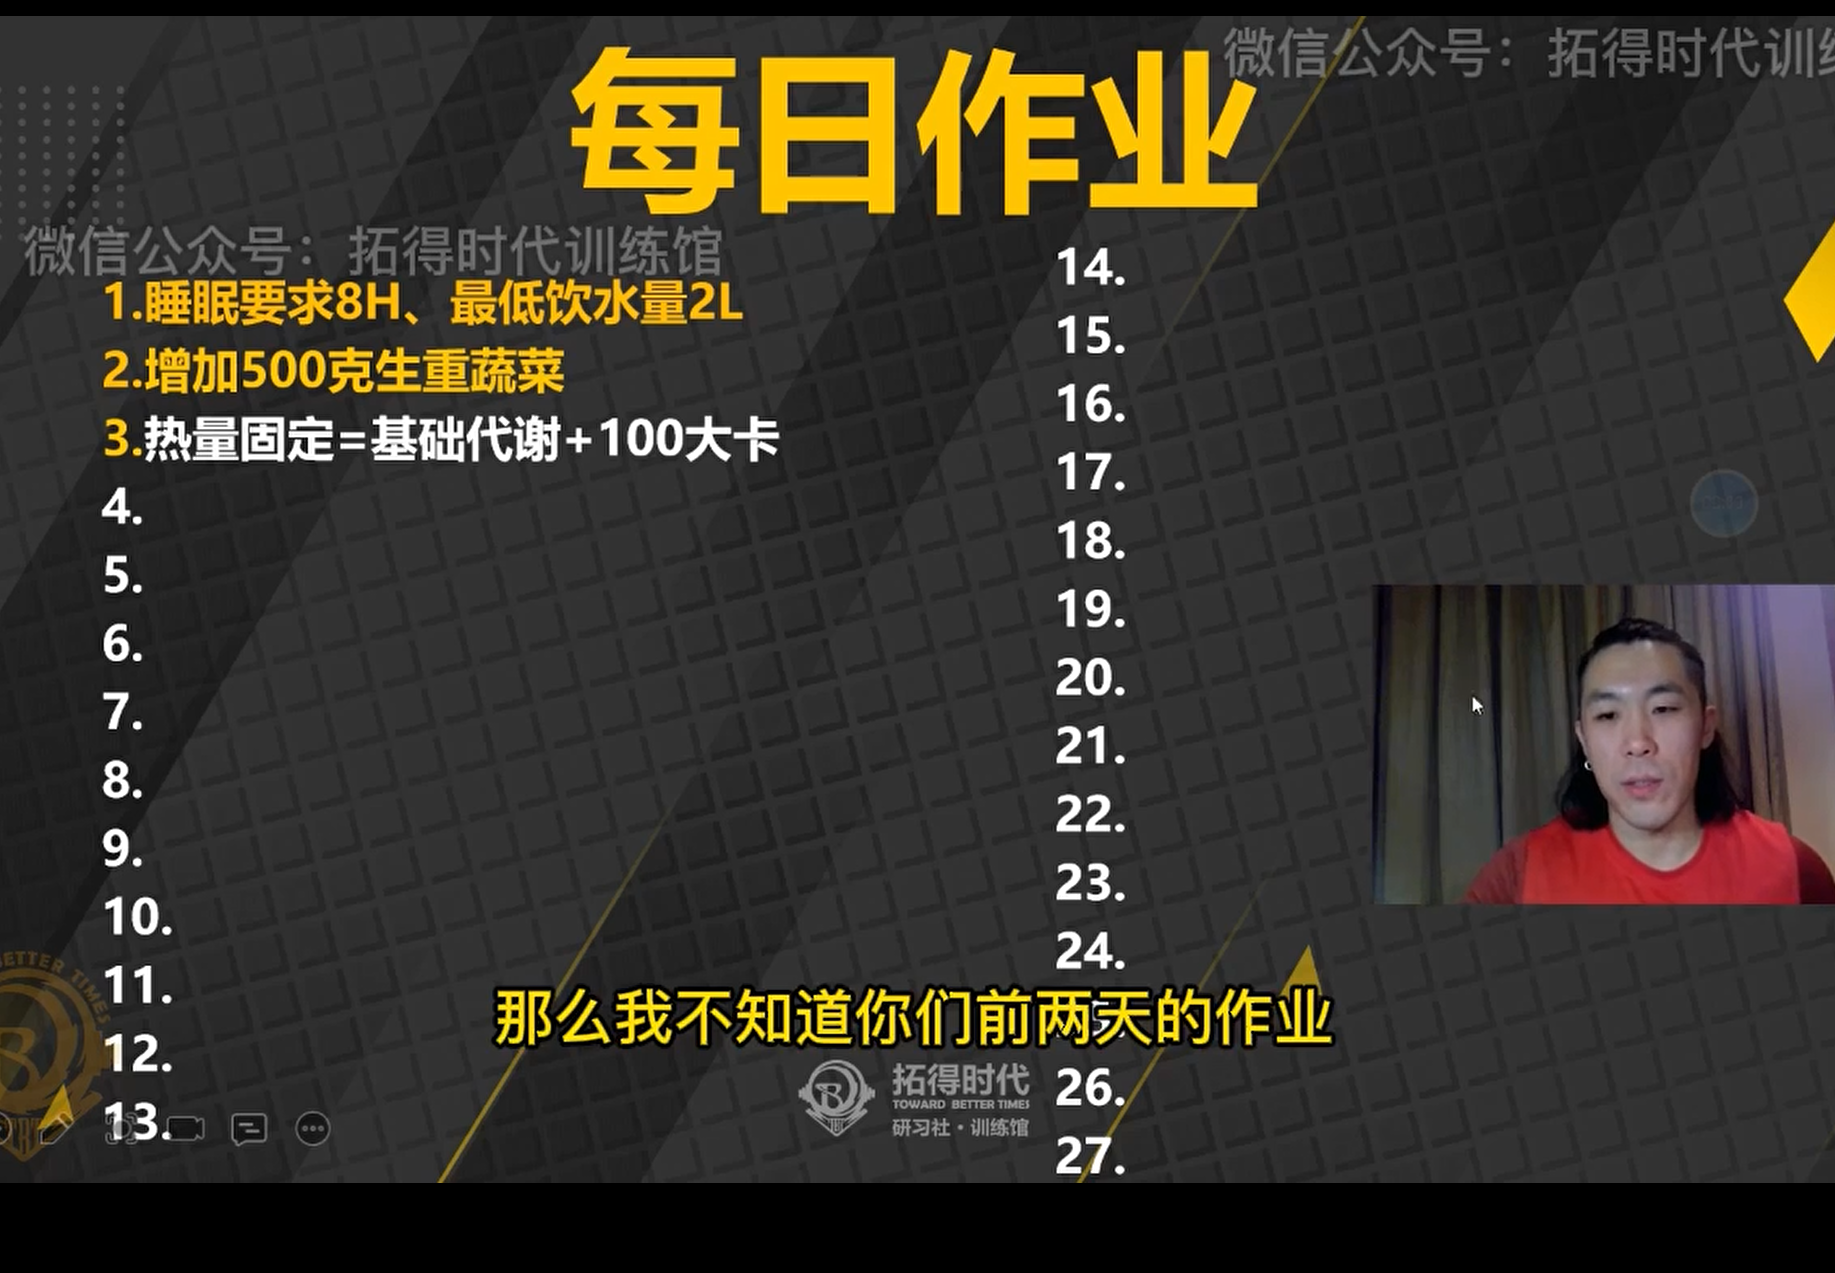 每日作业
微信公众号：拓得时代训练
微信公众号：拓得时代训练馆
1.睡眠要求8H、最低饮水量2L
2.增加500克生重蔬菜
3.热量固定=基础代谢+100大卡
4.
5.
6.
7.
8.
9.
10.
11.
12.
13.
14.
15.
16.
17.
18.
19.
20.
21.
22.
23.
24.
26.
27.
那么我不知道你们前两天的作业
拓得时代
TOWARD BETTER TIMES
研习社·训练馆
BETTER TIMES